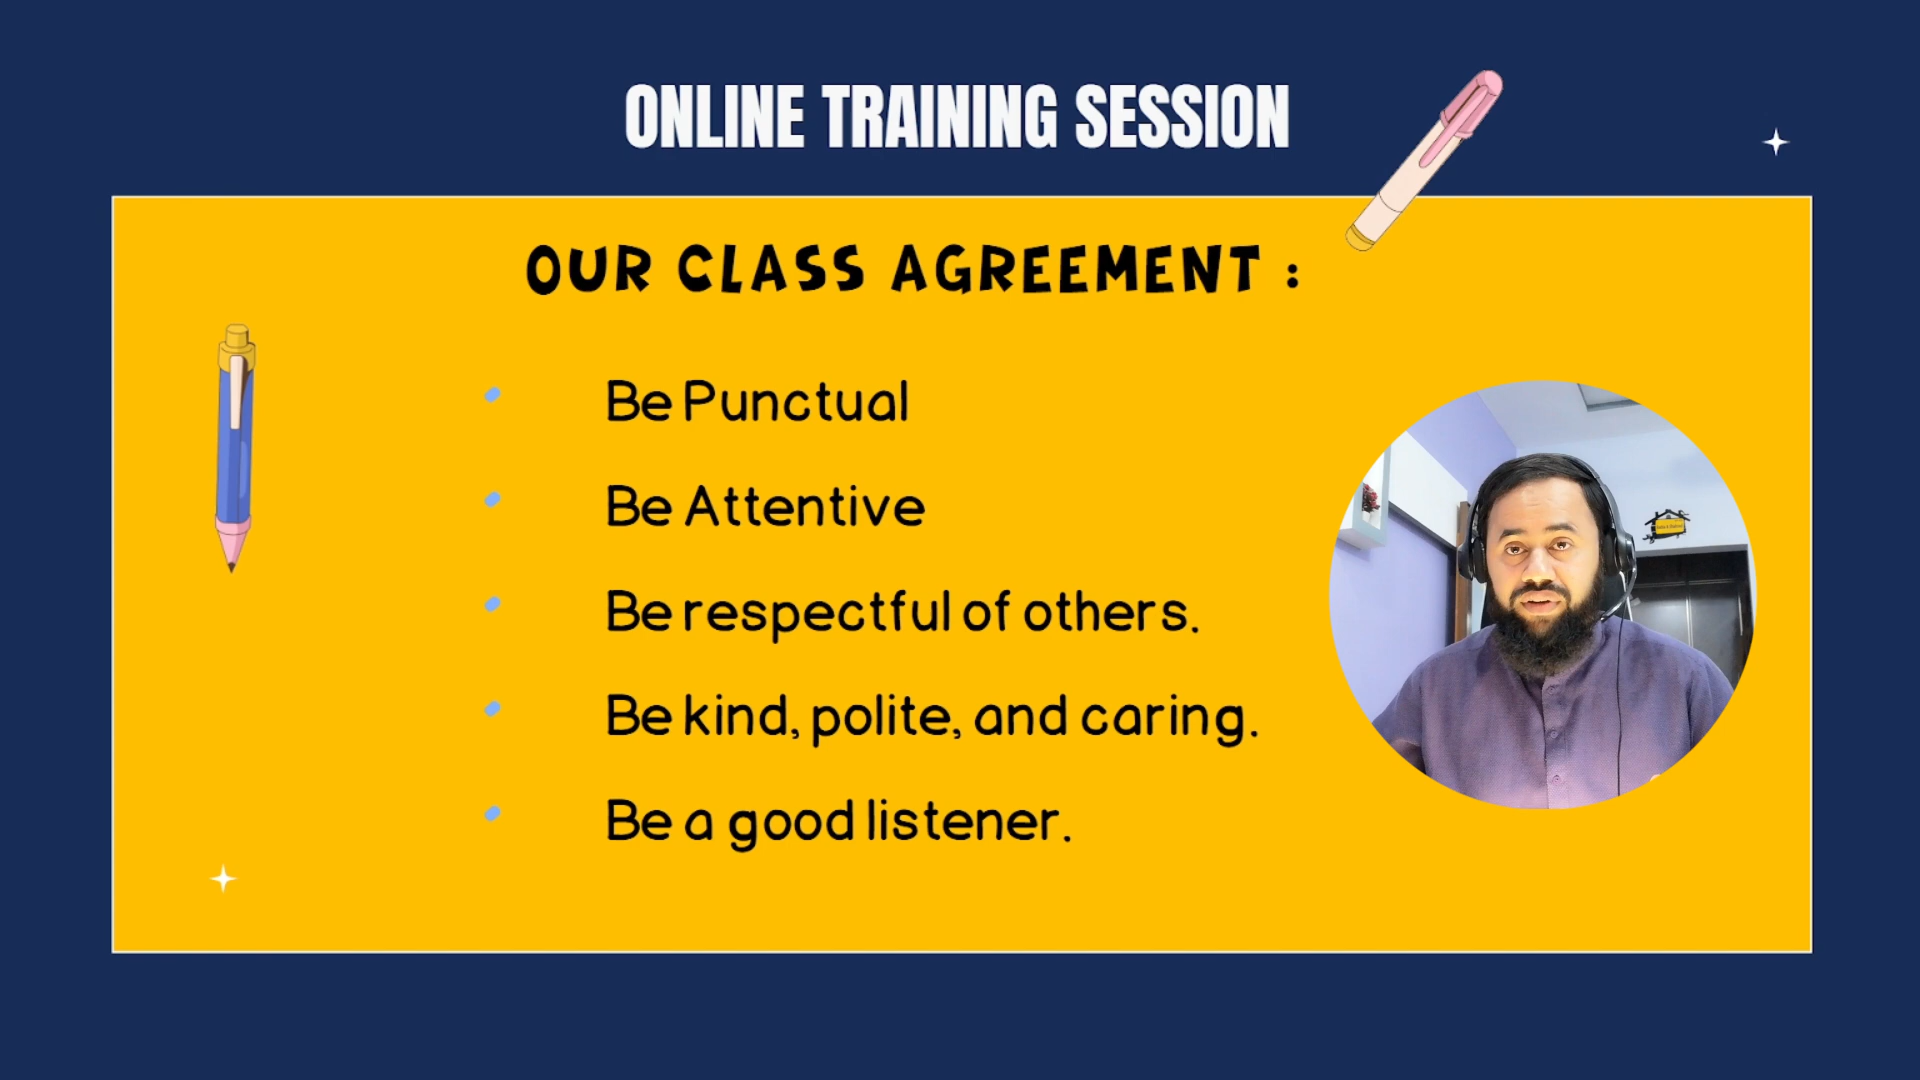 ONLINE TRAINING SESSION
OUR CLASS AGREEMENT :
Be Punctual
Be Attentive
Be respectful of others.
Be kind, polite, and caring.
Be a good listener.